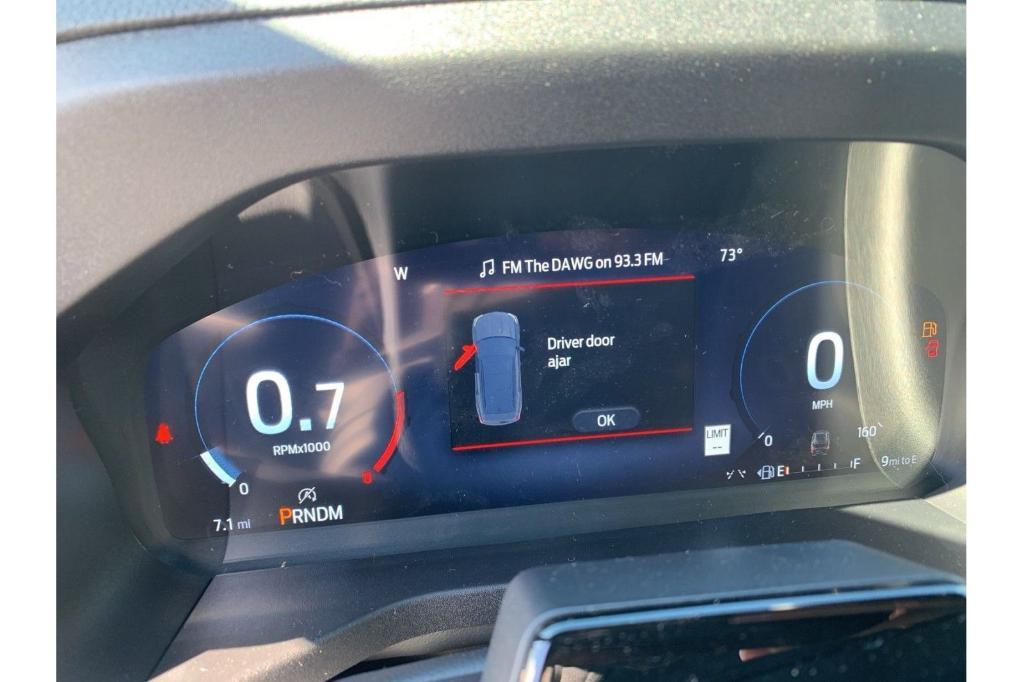 W
FM The DAWG on 93.3 FM
73°
Driver door
ajar
OK
0.7
RPMx1000
0
8
7.1 mi
PRNDM
0
MPH
0
160
LIMIT
--
E
F
9mi to E